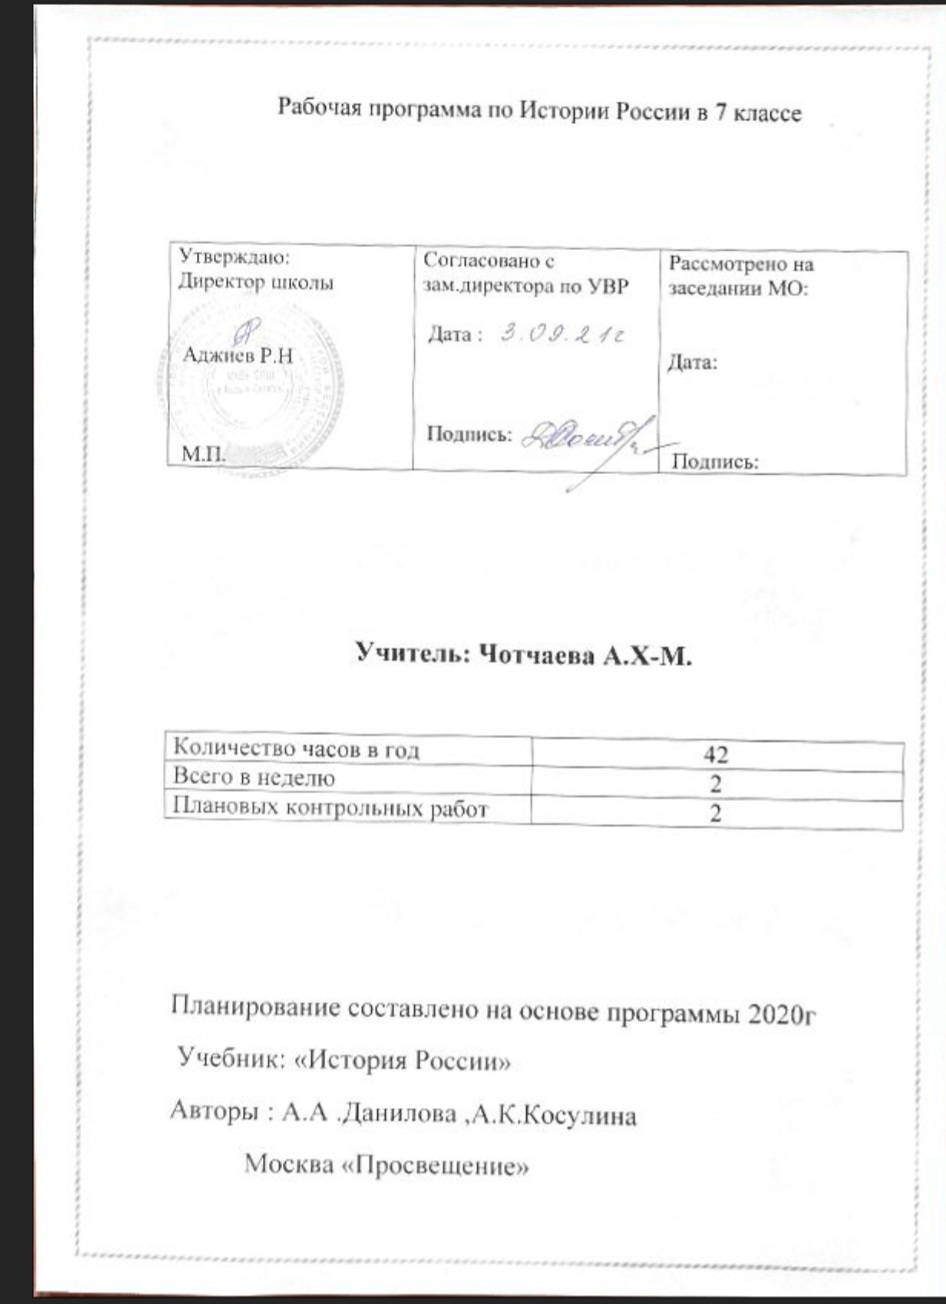 Рабочая программа по Истории России в 7 классе
Утверждаю:
Директор школы
Аджиев Р.Н
М.П.
Согласовано с
зам.директора по УВР
Дата : 3.09.21г
Подпись:
Рассмотрено на
заседании МО:
Дата:
Подпись:
Учитель: Чотчаева А.Х-М.
Количество часов в год 42
Всего в неделю 2
Плановых контрольных работ 2
Планирование составлено на основе программы 2020г
Учебник: «История России»
Авторы : А.А .Данилова ,А.К.Косулина
Москва «Просвещение»